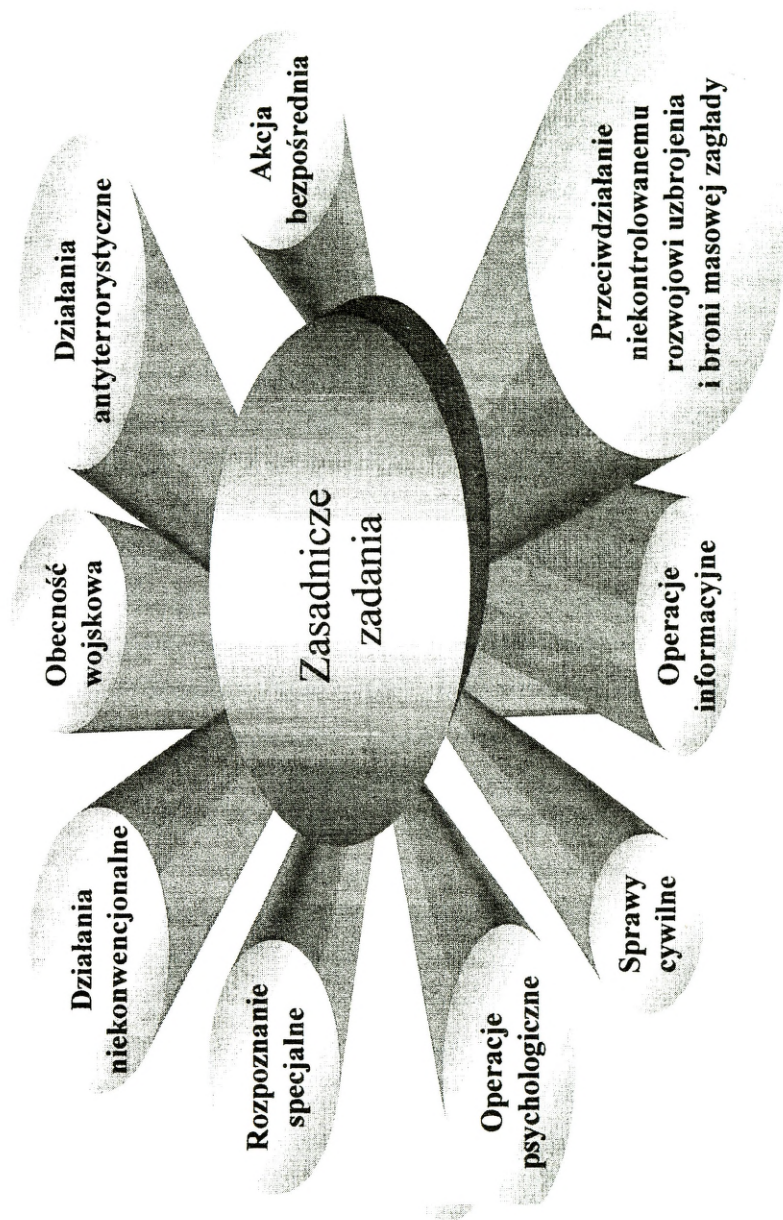 Działania
niekonwencjonalne
Obecność
wojskowa
Działania
antyterrorystyczne
Rozpoznanie
specjalne
Akcja
bezpośrednia
Zasadnicze
zadania
Operacje
psychologiczne
Sprawy
cywilne
Operacje
informacyjne
Przeciwdziałanie
niekontrolowanemu
rozwojowi uzbrojenia
i broni masowej zagłady